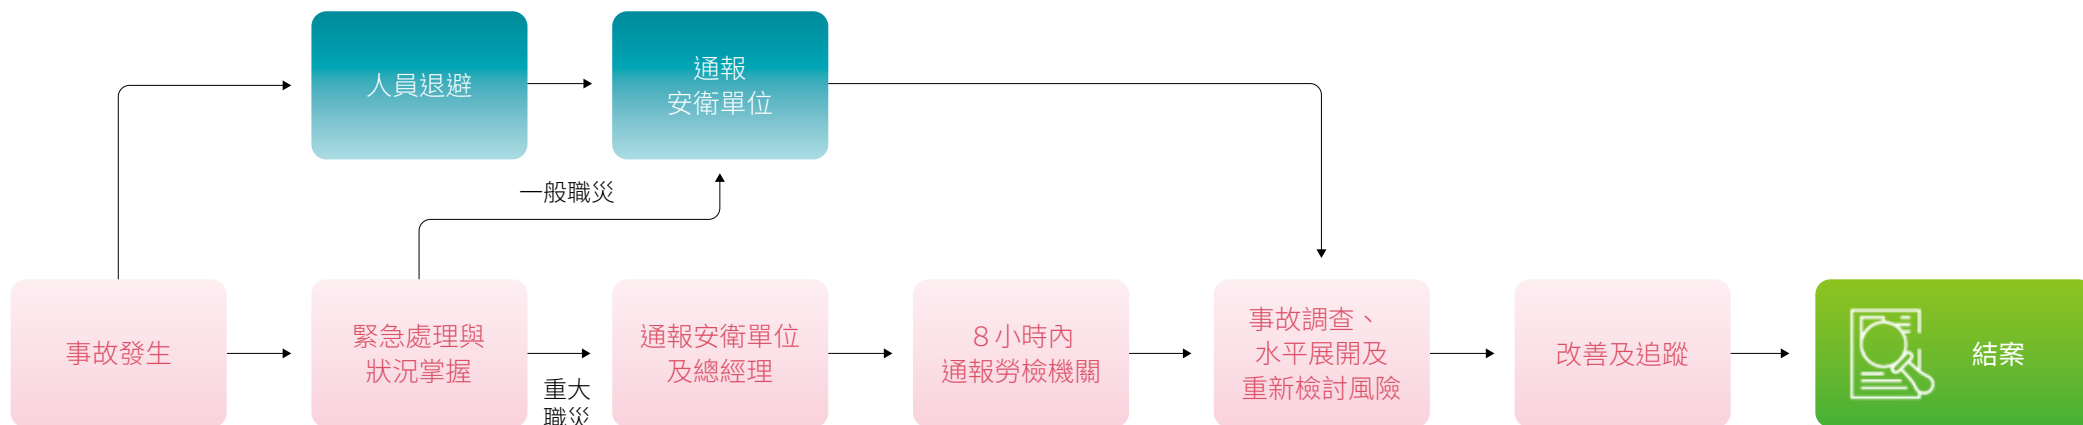 人員退避
通報
安衛單位
一般職災
事故發生
緊急處理與
狀況掌握
重大
職災
通報安衛單位
及總經理
８小時內
通報勞檢機關
事故調查、
水平展開及
重新檢討風險
改善及追蹤
結案